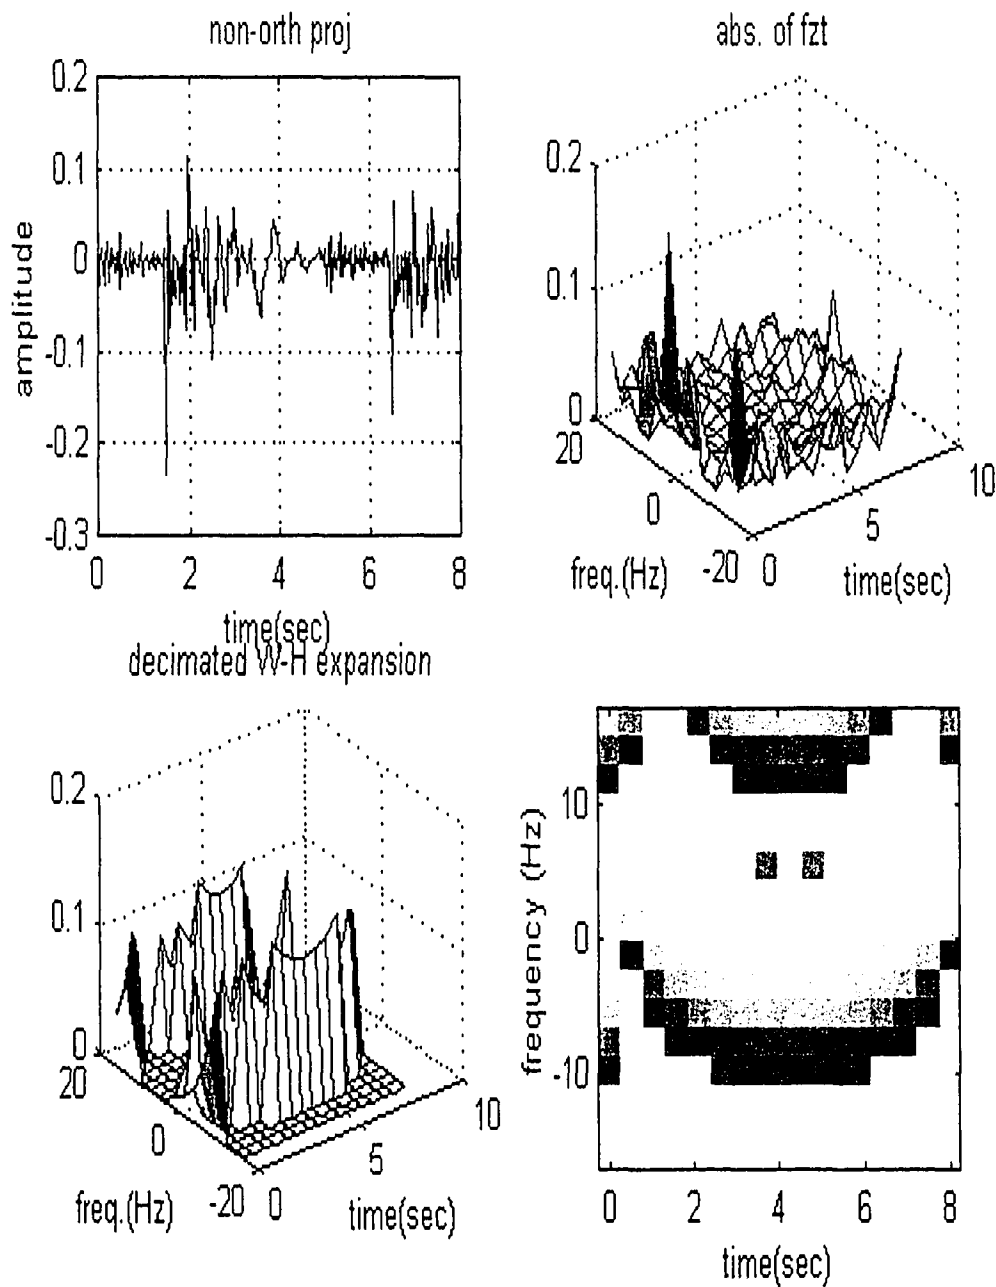 non-orth proj
0.2
0.1
0
-0.1
-0.2
-0.3
amplitude
0 2 4 6 8
time(sec)
abs. of fzt
0.2
0.1
0
20
0
-20
freq.(Hz)
0
5
10
time(sec)
decimated W-H expansion
0.2
0.1
0
20
0
-20
freq.(Hz)
0
5
10
time(sec)
10
0
-10
frequency (Hz)
0 2 4 6 8
time(sec)